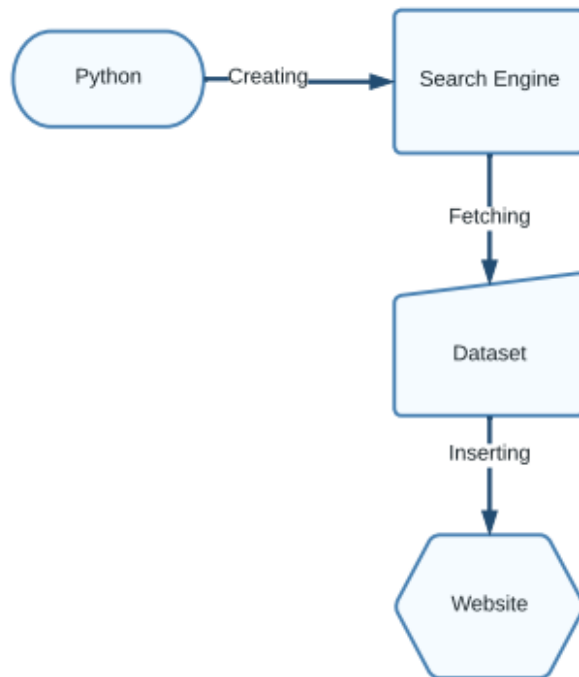 Python
Creating
Search Engine
Fetching
Dataset
Inserting
Website